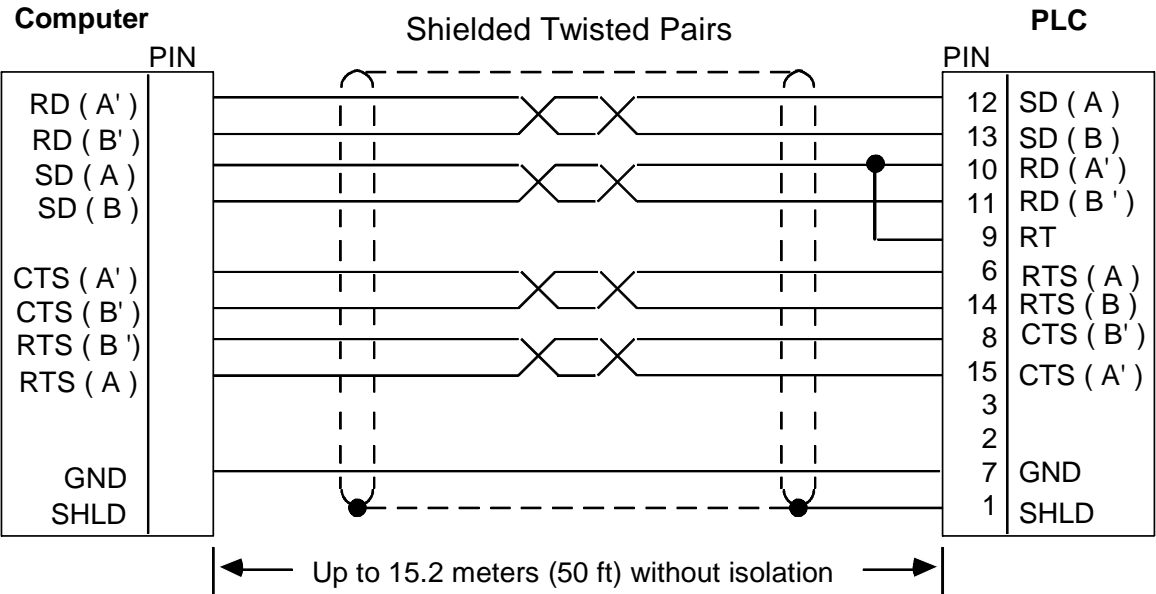 Computer
Shielded Twisted Pairs
PLC
PIN
PIN
RD ( A' )
12 SD ( A )
RD ( B' )
13 SD ( B )
SD ( A )
10 RD ( A' )
SD ( B )
11 RD ( B ' )
9 RT
CTS ( A' )
6 RTS ( A )
CTS ( B' )
14 RTS ( B )
RTS ( B ')
8 CTS ( B' )
RTS ( A )
15 CTS ( A' )
3
2
GND
7 GND
SHLD
1 SHLD
Up to 15.2 meters (50 ft) without isolation